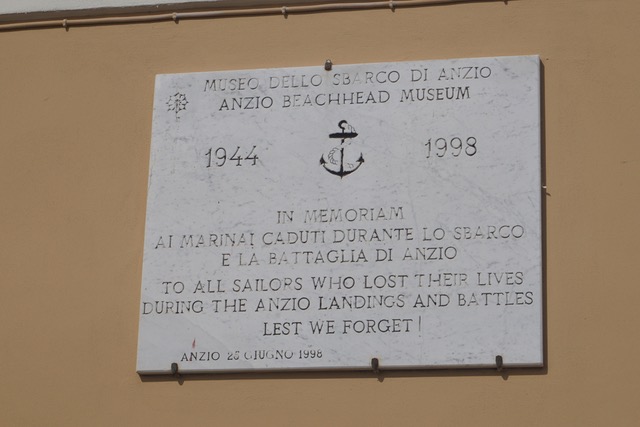 MUSEO DELLO SBARCO DI ANZIO
ANZIO BEACHHEAD MUSEUM
1944 1998
IN MEMORIAM
AI MARINAI CADUTI DURANTE LO SBARCO
E LA BATTAGLIA DI ANZIO
TO ALL SAILORS WHO LOST THEIR LIVES
DURING THE ANZIO LANDINGS AND BATTLES
LEST WE FORGET!
ANZIO GIUGNO 1998